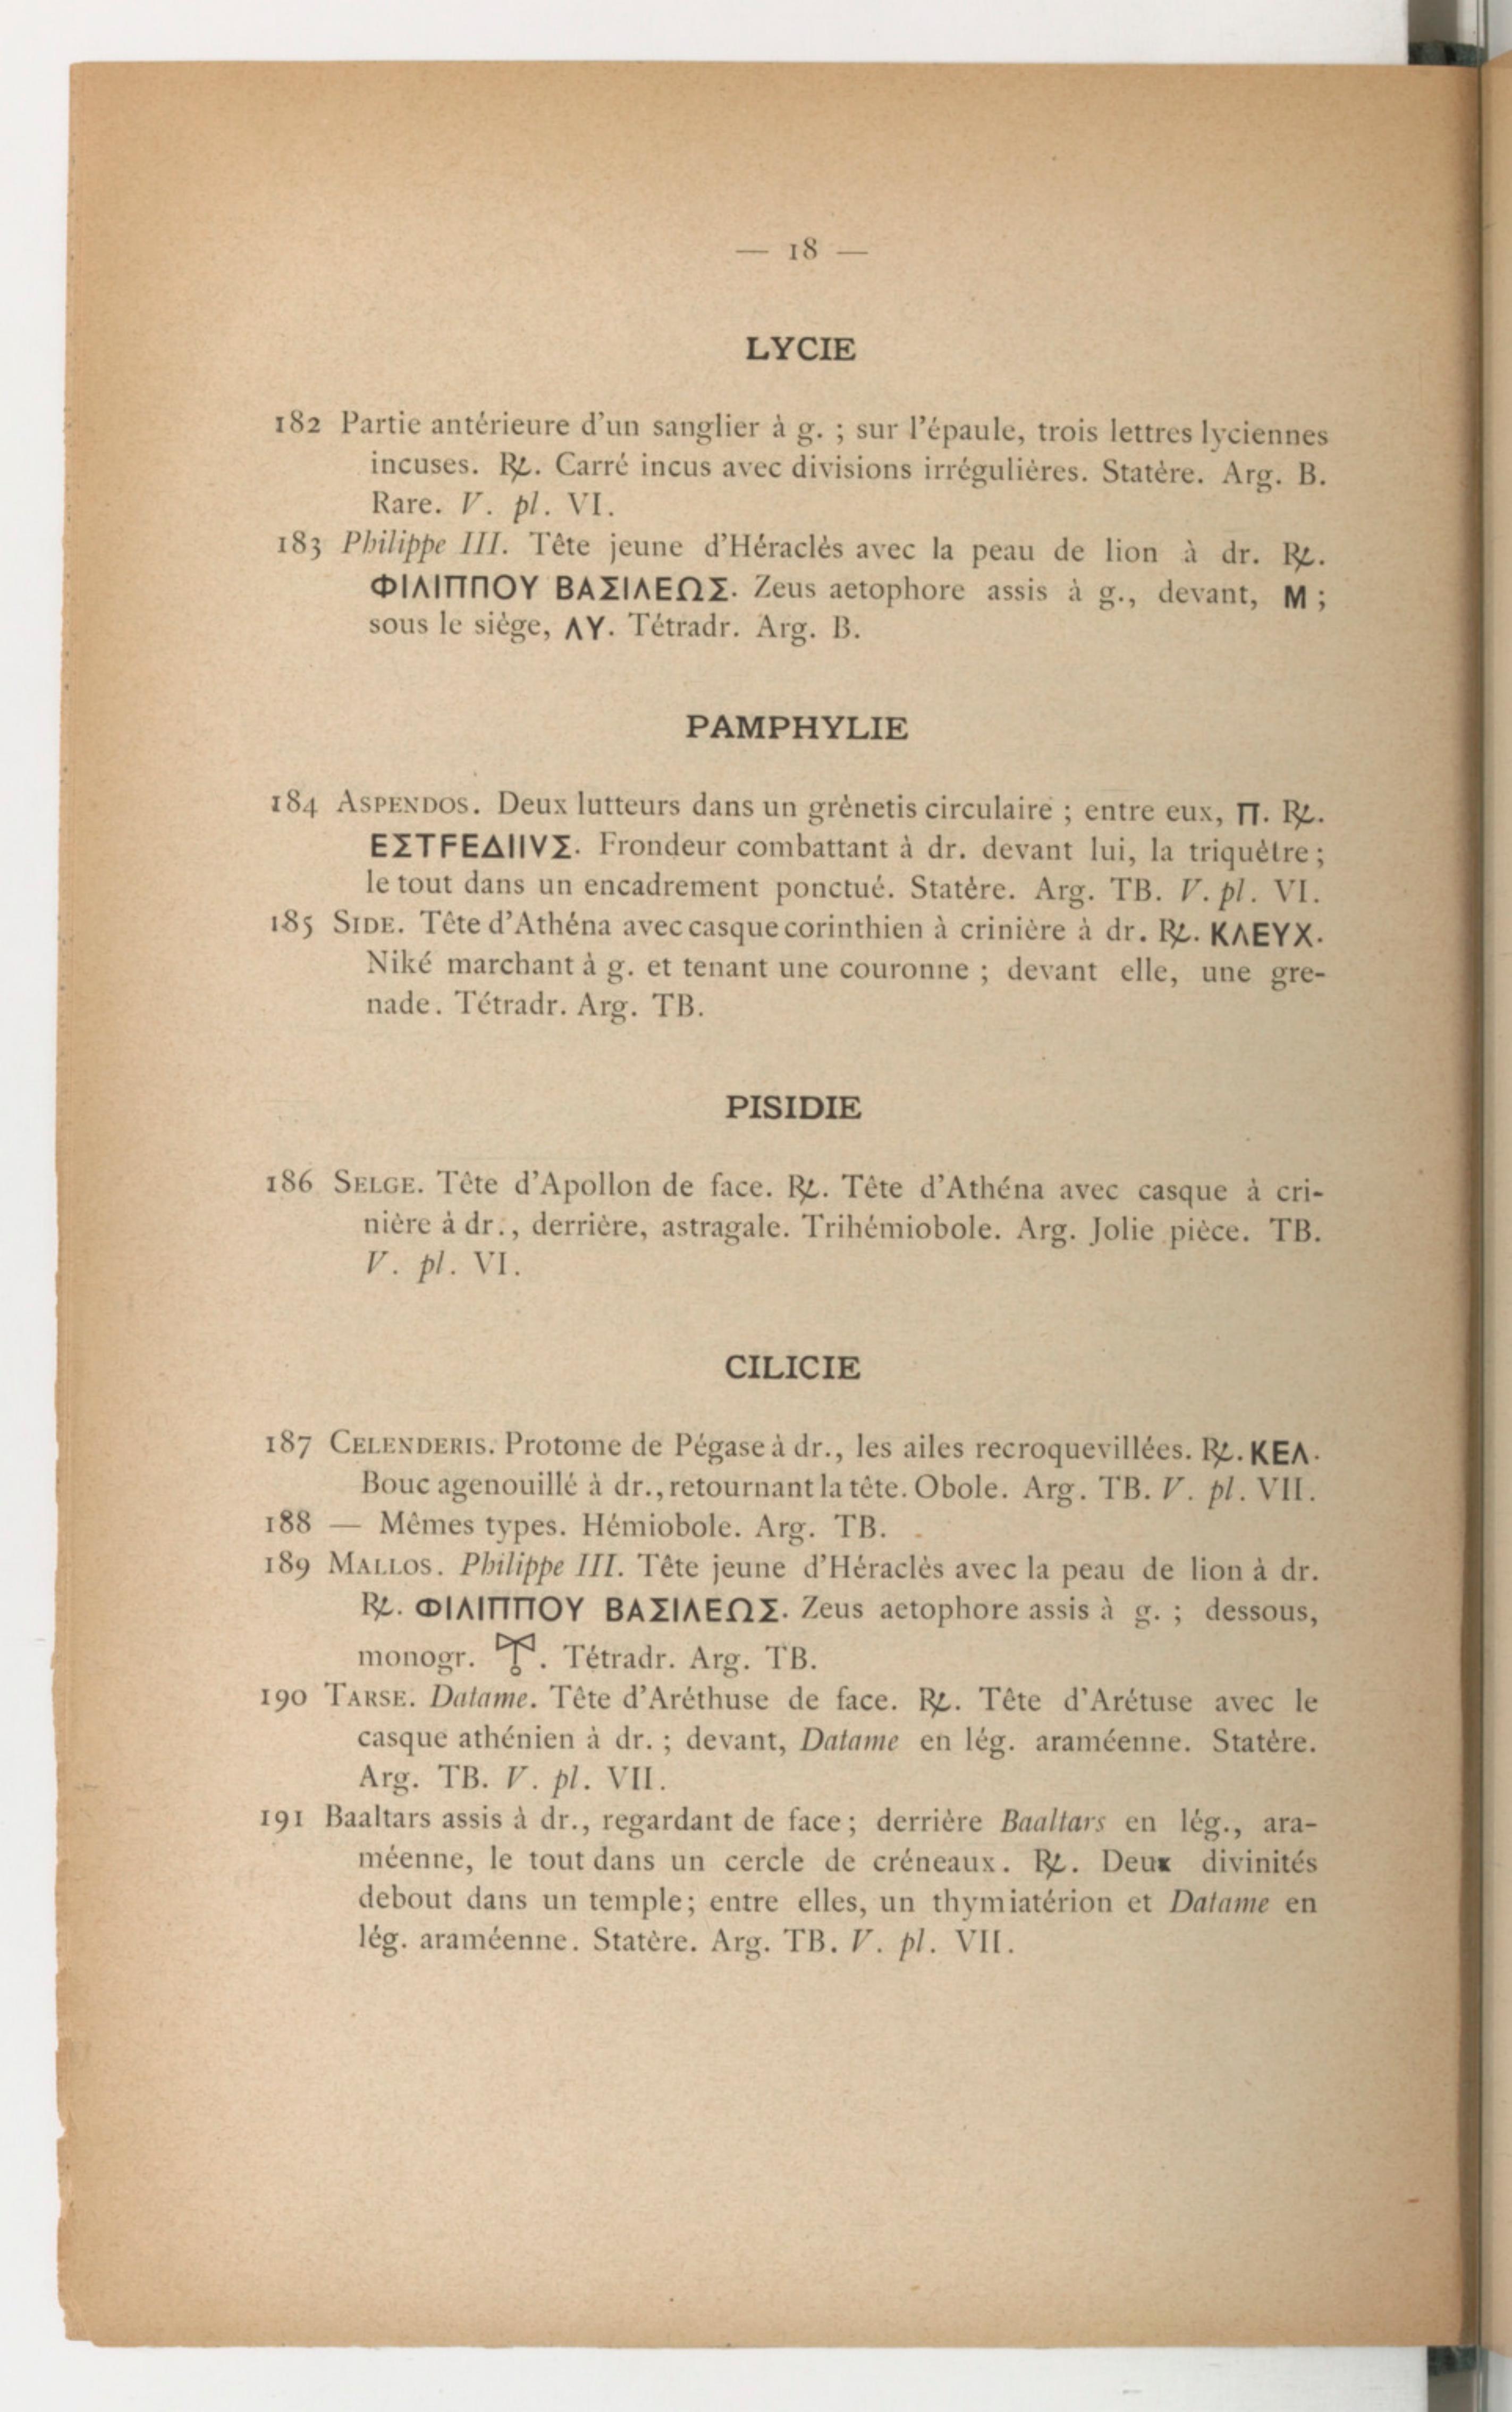 — 18 —
LYCIE
182 Partie antérieure d'un sanglier à g. ; sur l'épaule, trois lettres lyciennes
incuses. ℞. Carré incus avec divisions irrégulières. Statère. Arg. B.
Rare. V. pl. VI.
183 Philippe III. Tête jeune d'Héraclès avec la peau de lion à dr. ℞.
ΦΙΛΙΠΠΟΥ ΒΑΣΙΛΕΩΣ. Zeus aetophore assis à g., devant, M ;
sous le siège, ΛΥ. Tétradr. Arg. B.
PAMPHYLIE
184 ASPENDOS. Deux lutteurs dans un grènetis circulaire ; entre eux, Π. ℞.
ΕΣΤFΕΔΙΙVΣ. Frondeur combattant à dr. devant lui, la triquètre ;
le tout dans un encadrement ponctué. Statère. Arg. TB. V. pl. VI.
185 SIDE. Tête d'Athéna avec casque corinthien à crinière à dr. ℞. ΚΛΕΥΧ.
Niké marchant à g. et tenant une couronne ; devant elle, une gre-
nade. Tétradr. Arg. TB.
PISIDIE
186 SELGE. Tête d'Apollon de face. ℞. Tête d'Athéna avec casque à cri-
nière à dr., derrière, astragale. Trihémiobole. Arg. Jolie pièce. TB.
V. pl. VI.
CILICIE
187 CELENDERIS. Protome de Pégase à dr., les ailes recroquevillées. ℞. ΚΕΛ.
Bouc agenouillé à dr., retournant la tête. Obole. Arg. TB. V. pl. VII.
188 — Mêmes types. Hémiobole. Arg. TB.
189 MALLOS. Philippe III. Tête jeune d'Héraclès avec la peau de lion à dr.
℞. ΦΙΛΙΠΠΟΥ ΒΑΣΙΛΕΩΣ. Zeus aetophore assis à g. ; dessous,
monogr. . Tétradr. Arg. TB.
190 TARSE. Datame. Tête d'Aréthuse de face. ℞. Tête d'Arétuse avec le
casque athénien à dr. ; devant, Datame en lég. araméenne. Statère.
Arg. TB. V. pl. VII.
191 Baaltars assis à dr., regardant de face ; derrière Baaltars en lég., ara-
méenne, le tout dans un cercle de créneaux. ℞. Deux divinités
debout dans un temple ; entre elles, un thymiatérion et Datame en
lég. araméenne. Statère. Arg. TB. V. pl. VII.